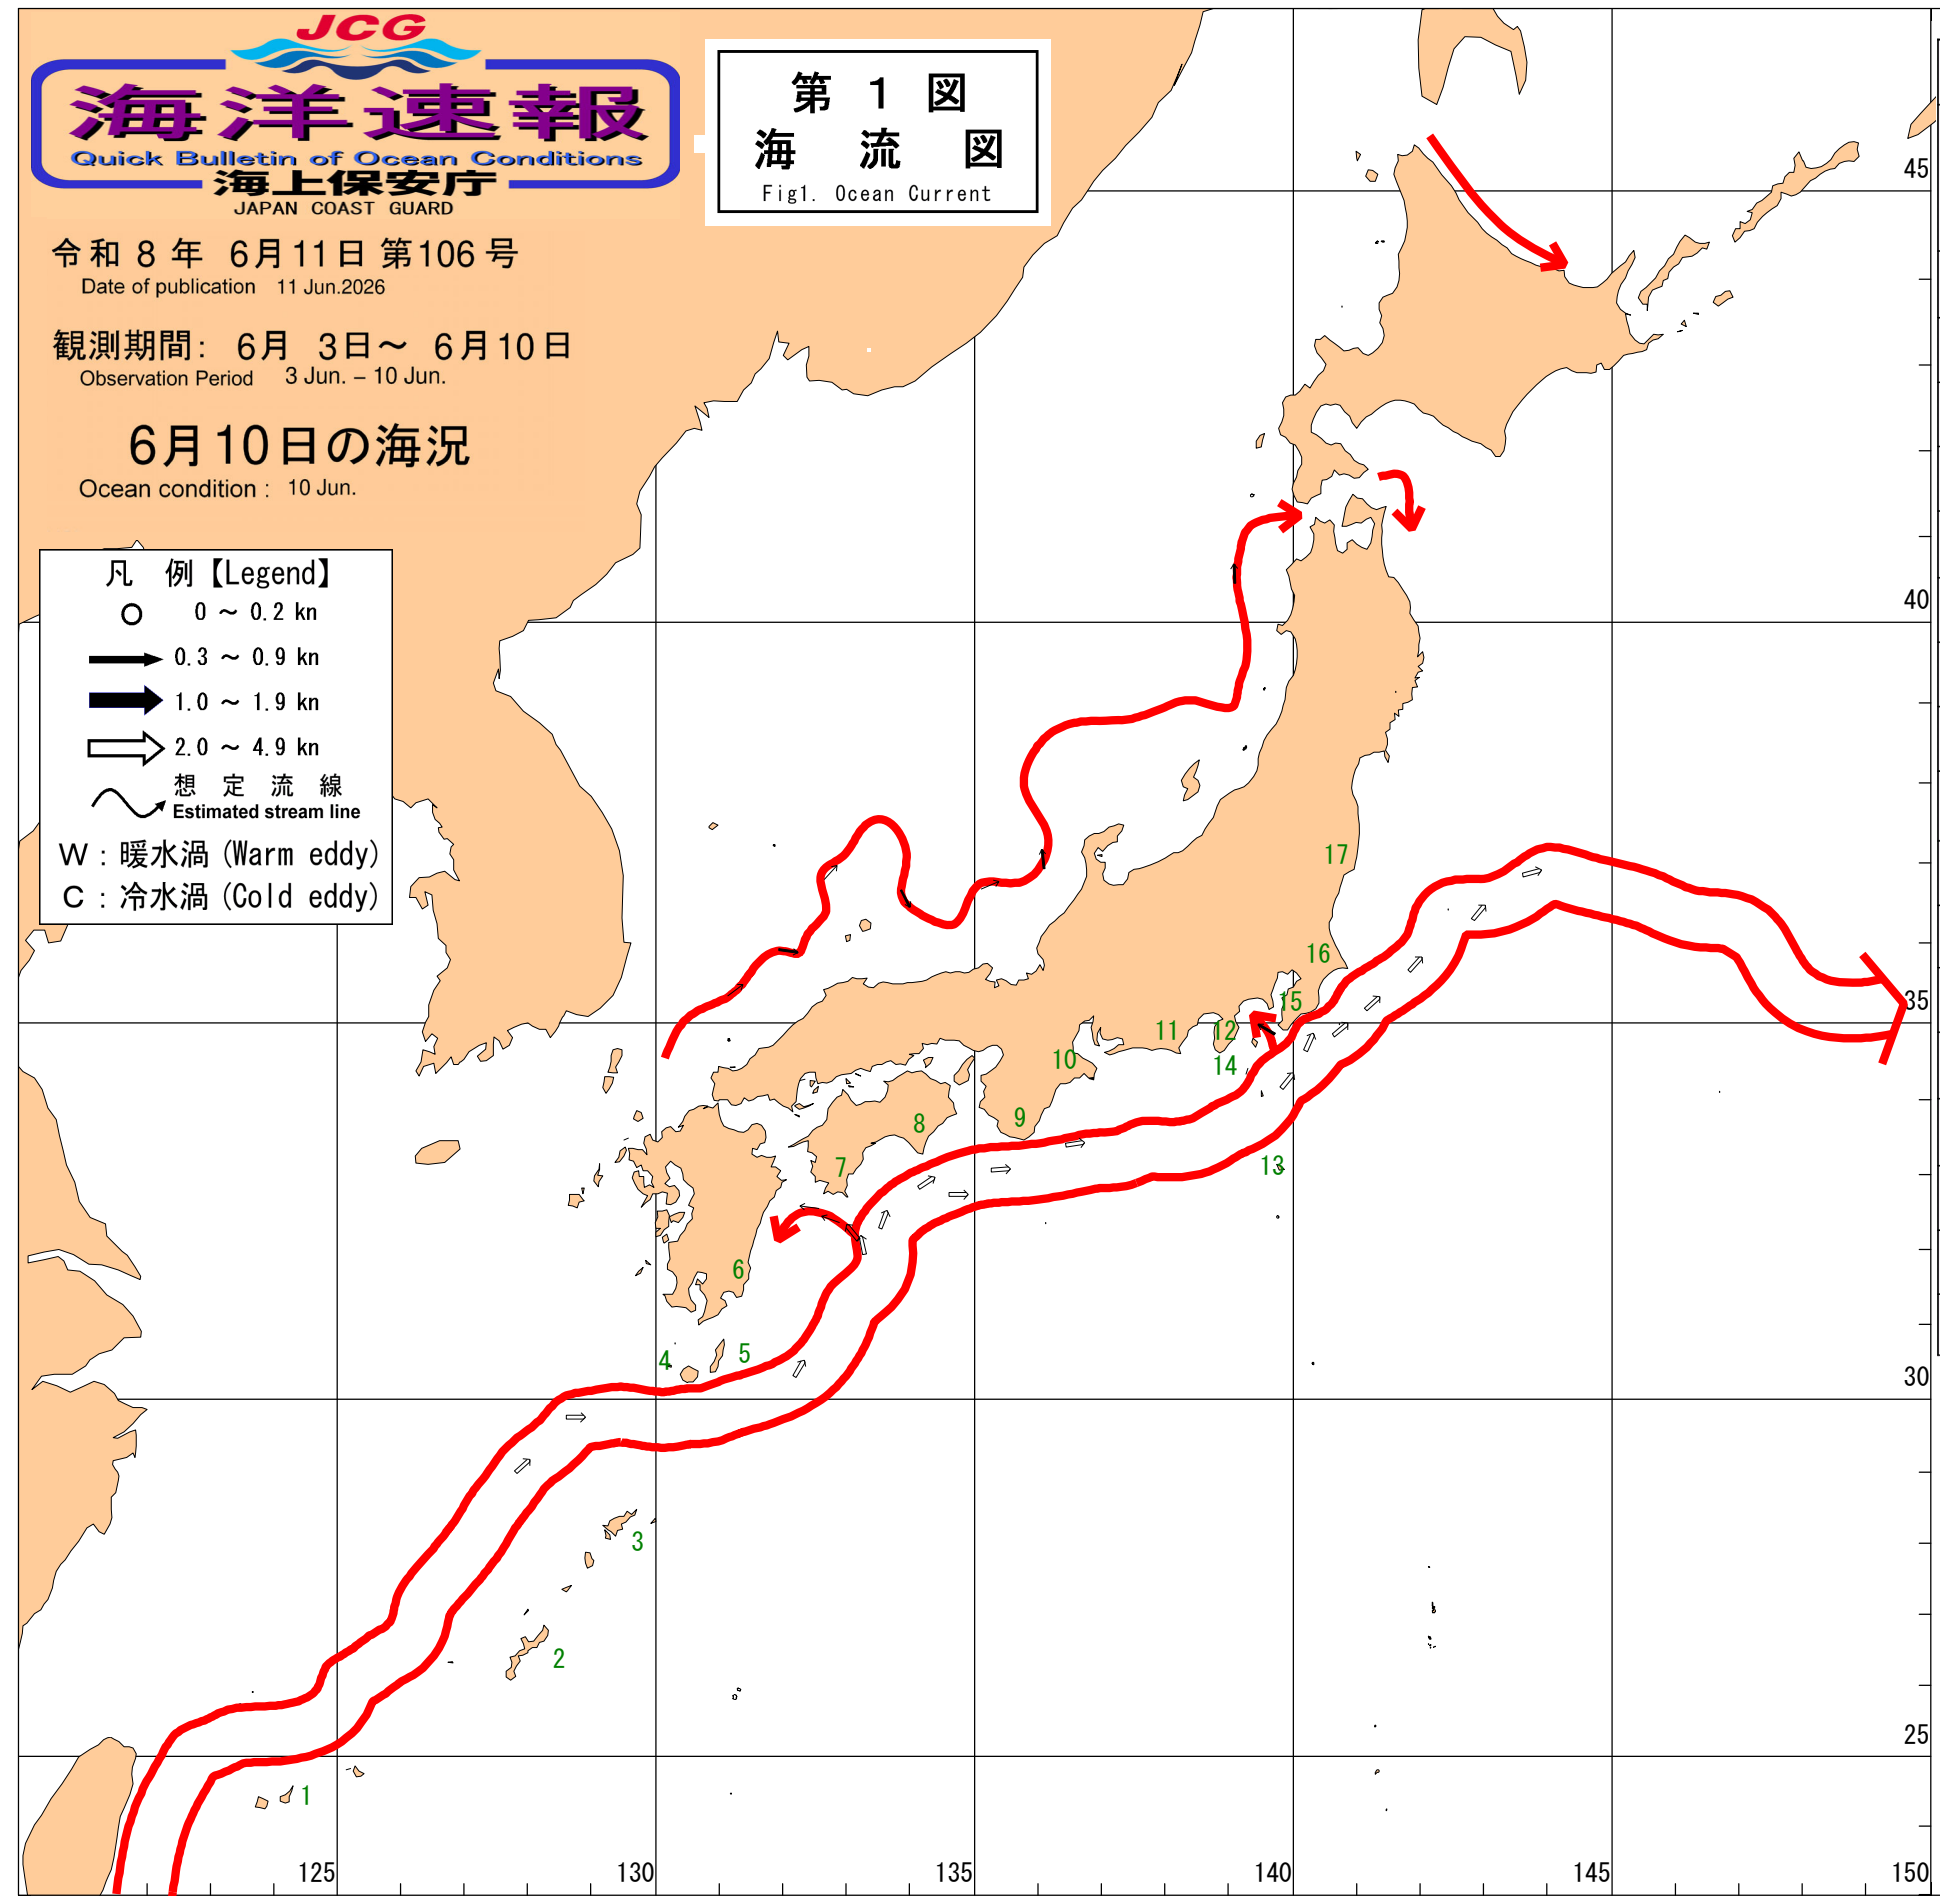 JCG
海洋速報
Quick Bulletin of Ocean Conditions
海上保安庁
JAPAN COAST GUARD
第 1 図
海 流 図
Fig1. Ocean Current
令和 8 年 6月11日 第106号
Date of publication 11 Jun.2026
観測期間: 6月 3日～ 6月10日
Observation Period 3 Jun. – 10 Jun.
6月10日の海況
Ocean condition : 10 Jun.
凡 例【Legend】
0 ～ 0.2 kn
0.3 ～ 0.9 kn
1.0 ～ 1.9 kn
2.0 ～ 4.9 kn
想 定 流 線
Estimated stream line
W : 暖水渦 (Warm eddy)
C : 冷水渦 (Cold eddy)
45
40
35
30
25
17
16
15
11
12
10
14
9
8
13
7
6
5
4
3
2
1
125
130
135
140
145
150